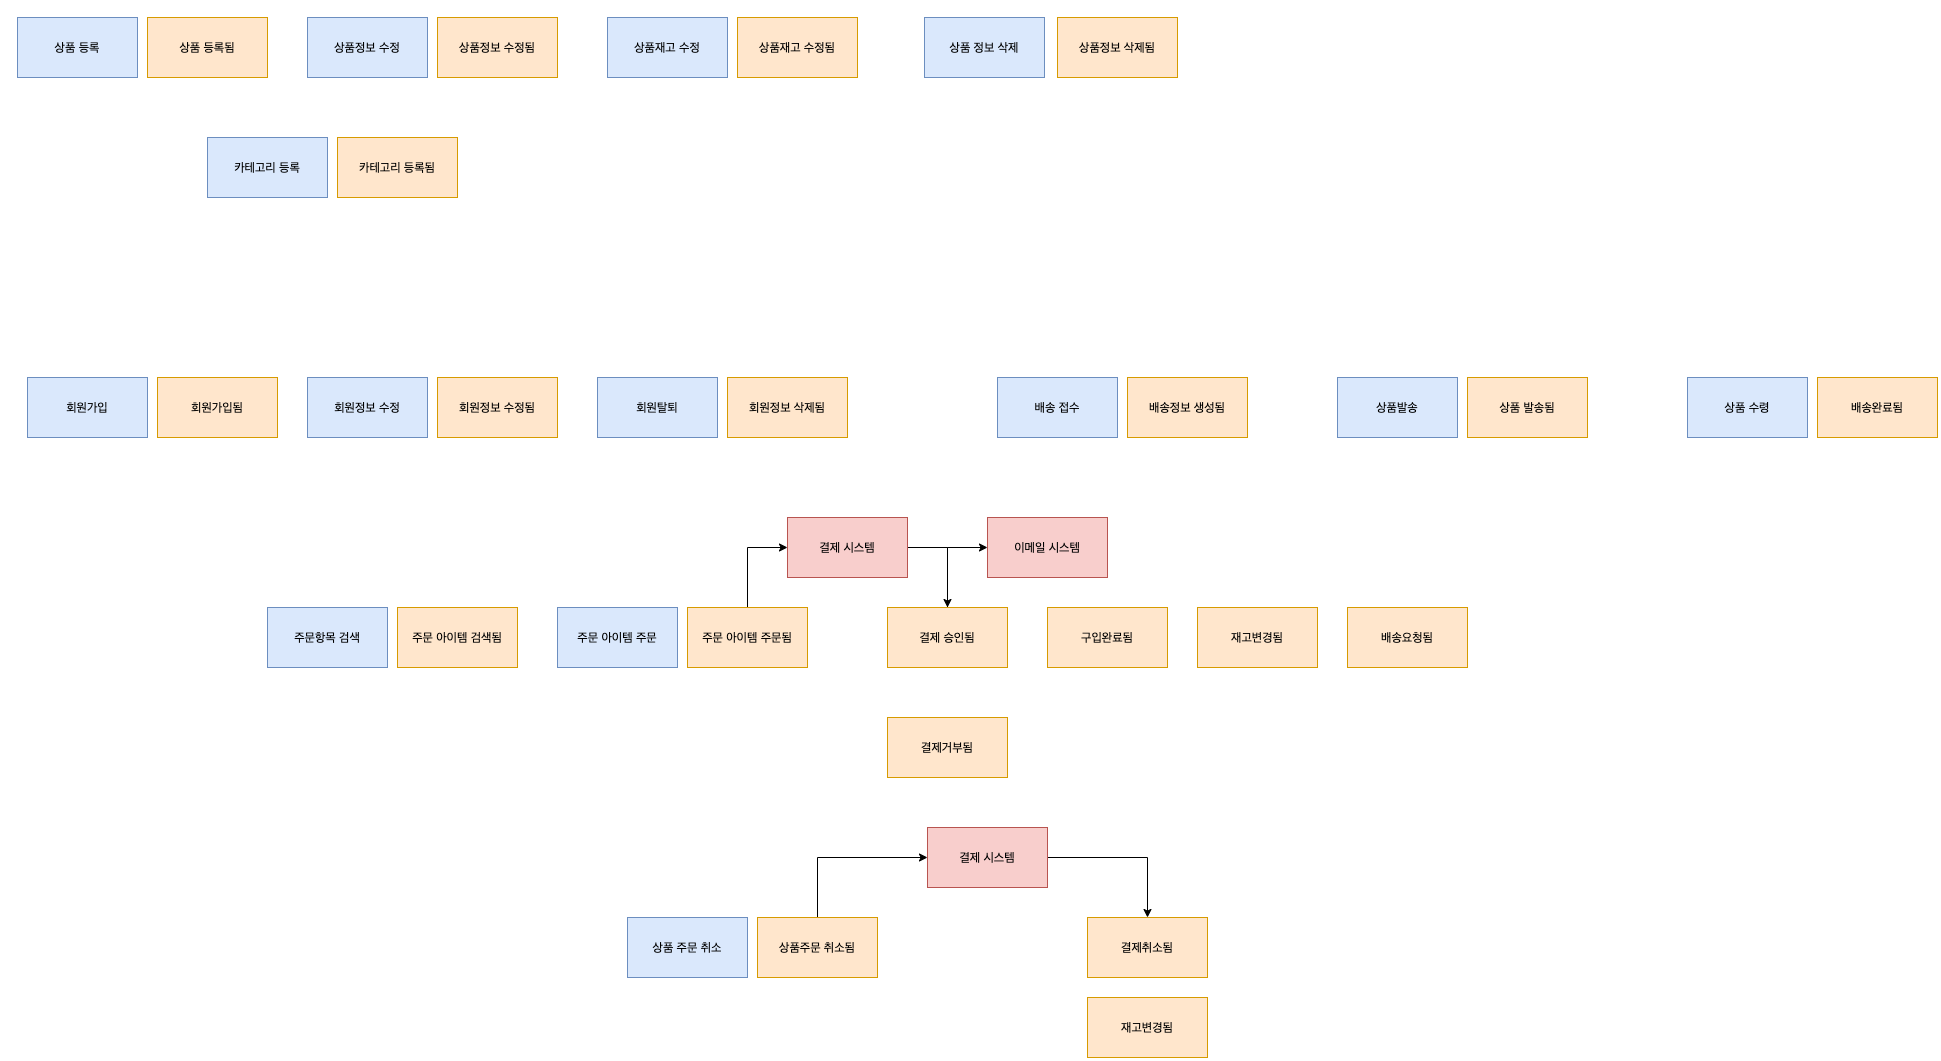 상품 등록
상품 등록됨
상품정보 수정
상품정보 수정됨
상품재고 수정
상품재고 수정됨
상품 정보 삭제
상품정보 삭제됨
카테고리 등록
카테고리 등록됨
회원가입
회원가입됨
회원정보 수정
회원정보 수정됨
회원탈퇴
회원정보 삭제됨
배송 접수
배송정보 생성됨
상품발송
상품 발송됨
상품 수령
배송완료됨
결제 시스템
이메일 시스템
주문항목 검색
주문 아이템 검색됨
주문 아이템 주문
주문 아이템 주문됨
결제 승인됨
구입완료됨
재고변경됨
배송요청됨
결제거부됨
결제 시스템
상품 주문 취소
상품주문 취소됨
결제취소됨
재고변경됨